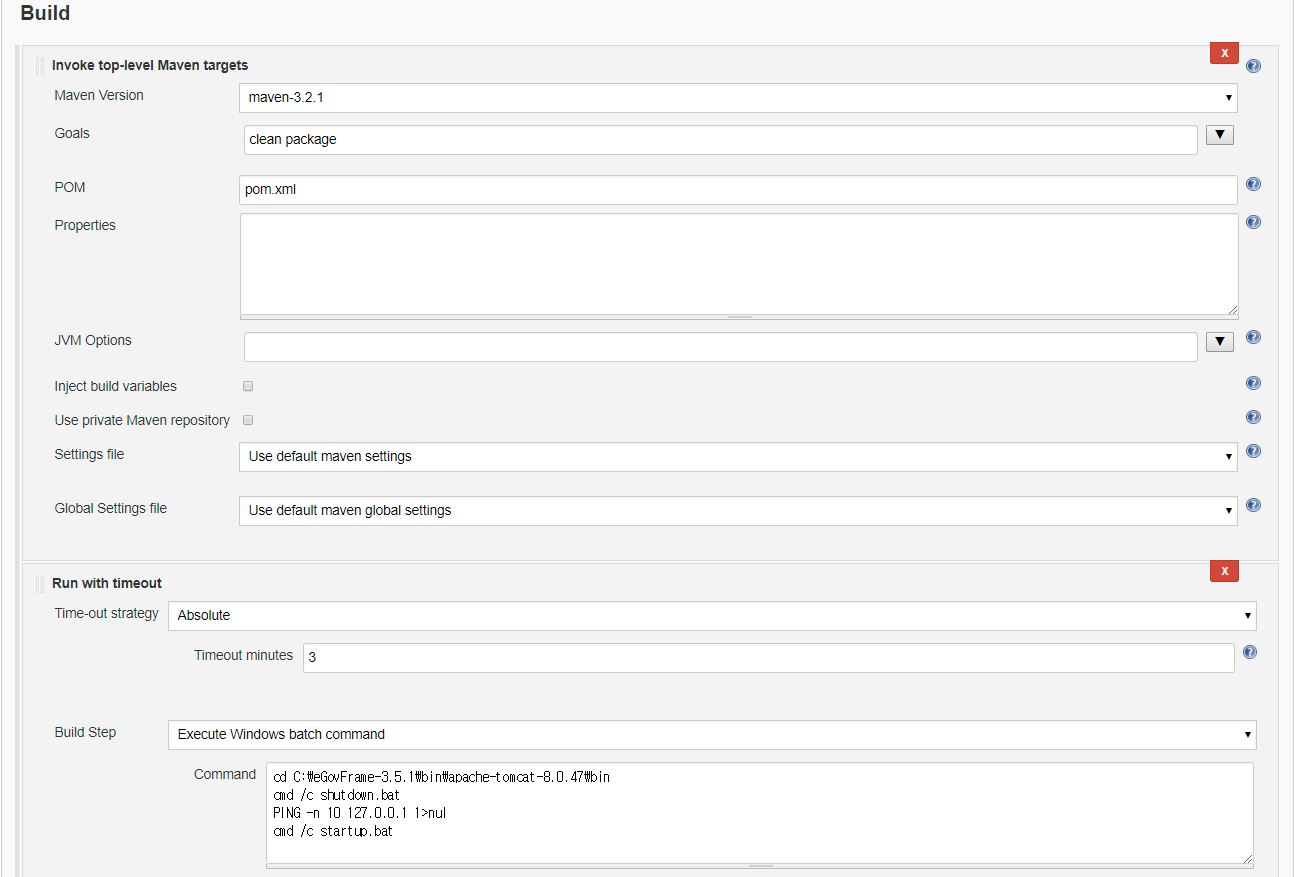 Build
Invoke top-level Maven targets
X
Maven Version
maven-3.2.1
Goals
clean package
POM
pom.xml
Properties
JVM Options
Inject build variables
Use private Maven repository
Settings file
Use default maven settings
Global Settings file
Use default maven global settings
Run with timeout
X
Time-out strategy
Absolute
Timeout minutes
3
Build Step
Execute Windows batch command
Command
cd C:₩eGovFrame-3.5.1₩bin₩apache-tomcat-8.0.47₩bin
cmd /c shutdown.bat
PING -n 10 127.0.0.1 1>nul
cmd /c startup.bat